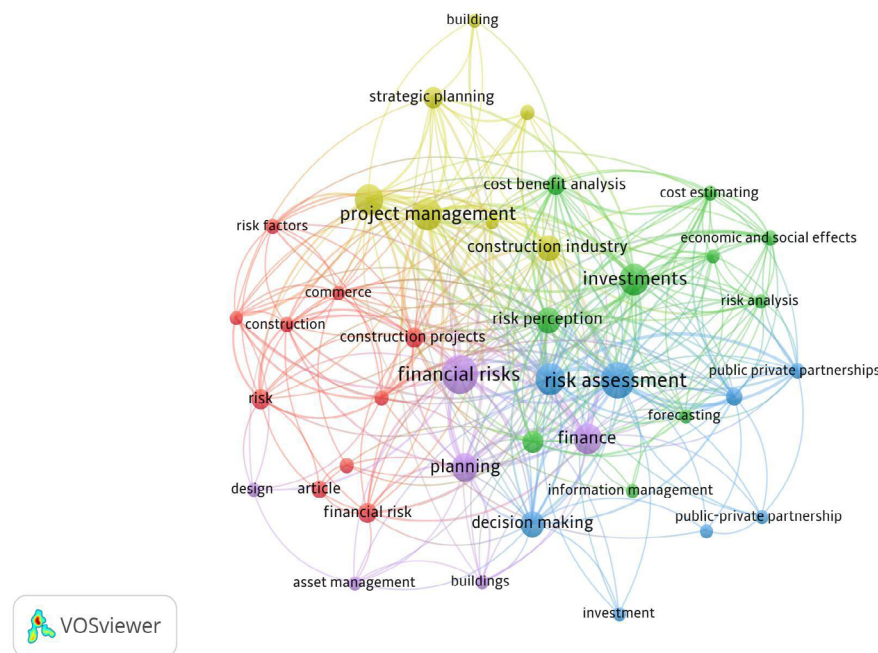 building
strategic planning
cost benefit analysis
cost estimating
project management
risk factors
construction industry
economic and social effects
investments
commerce
risk analysis
risk perception
construction
construction projects
financial risks
risk assessment
public private partnerships
risk
forecasting
finance
planning
design
article
information management
financial risk
decision making
public-private partnership
asset management
buildings
investment
VOSviewer